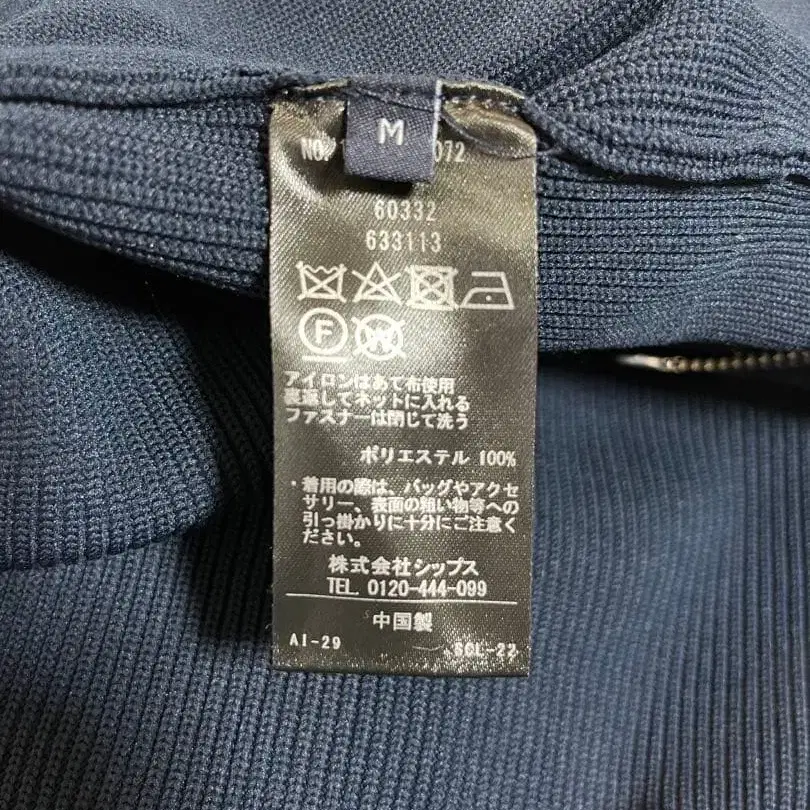 M
NO. 072
60332
633113
F
W
アイロンはあて布使用
裏返してネットに入れる
ファスナーは閉じて洗う
ポリエステル 100%
・着用の際は、バッグやアクセ
サリー、表面の粗い物等への
引っ掛かりに十分にご注意く
ださい。
株式会社シップス
TEL. 0120-444-099
中国製
AI-29
SCL-22